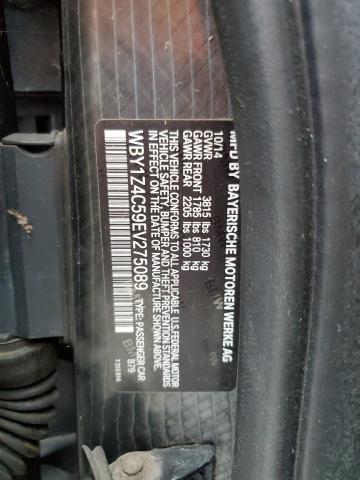 MFD BY BAYERISCHE MOTOREN WERKE AG
10/14
GVWR 3815 lbs 1730 kg
GAWR FRONT 1786 lbs 810 kg
GAWR REAR 2205 lbs 1000 kg
THIS VEHICLE CONFORMS TO ALL APPLICABLE U.S. FEDERAL MOTOR
VEHICLE SAFETY, BUMPER, AND THEFT PREVENTION STANDARDS
IN EFFECT ON THE DATE OF MANUFACTURE SHOWN ABOVE.
WBY1Z4C59EV275089 TYPE: PASSENGER CAR
B79